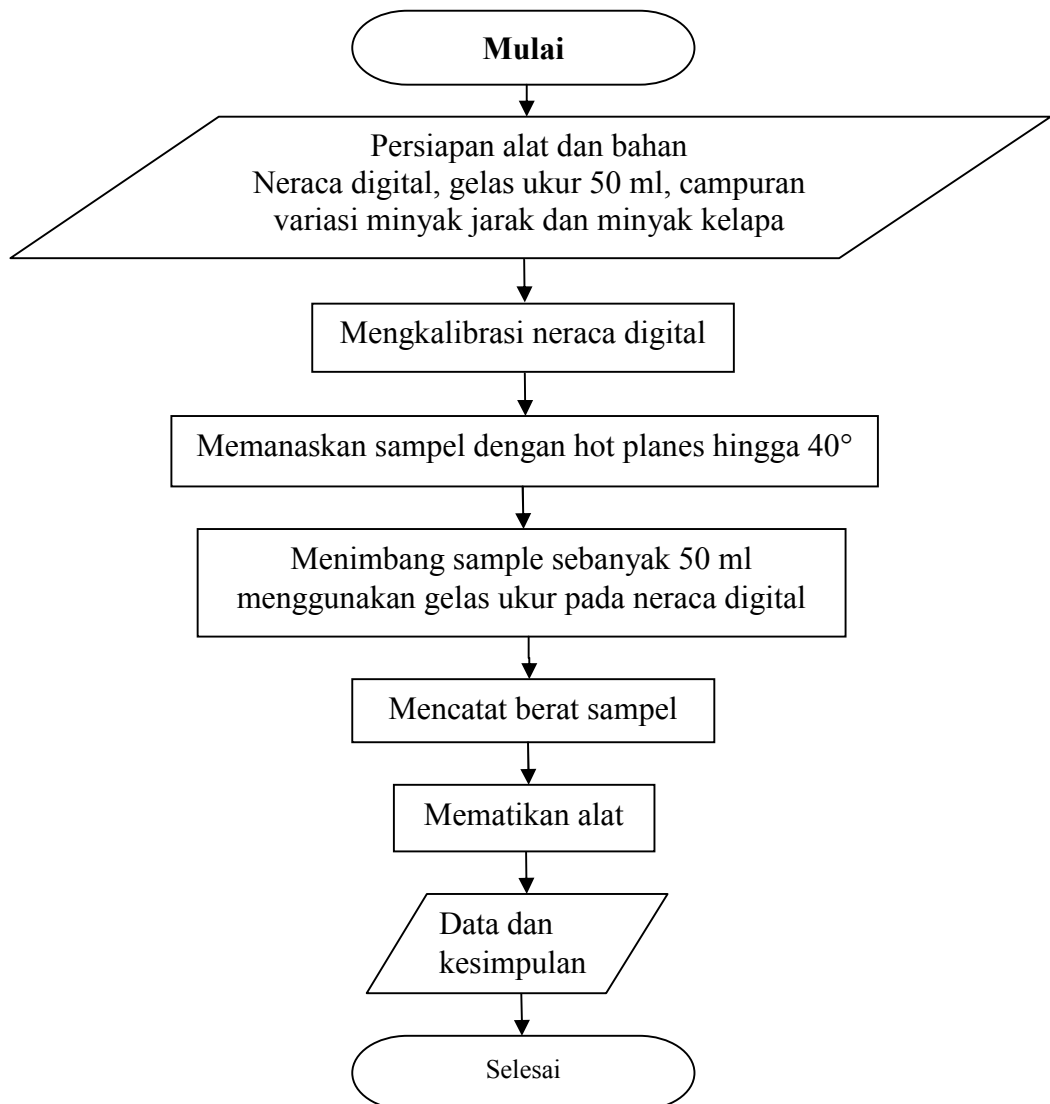 Mulai
Persiapan alat dan bahan
Neraca digital, gelas ukur 50 ml, campuran
variasi minyak jarak dan minyak kelapa
Mengkalibrasi neraca digital
Memanaskan sampel dengan hot planes hingga 40°
Menimbang sample sebanyak 50 ml
menggunakan gelas ukur pada neraca digital
Mencatat berat sampel
Mematikan alat
Data dan
kesimpulan
Selesai